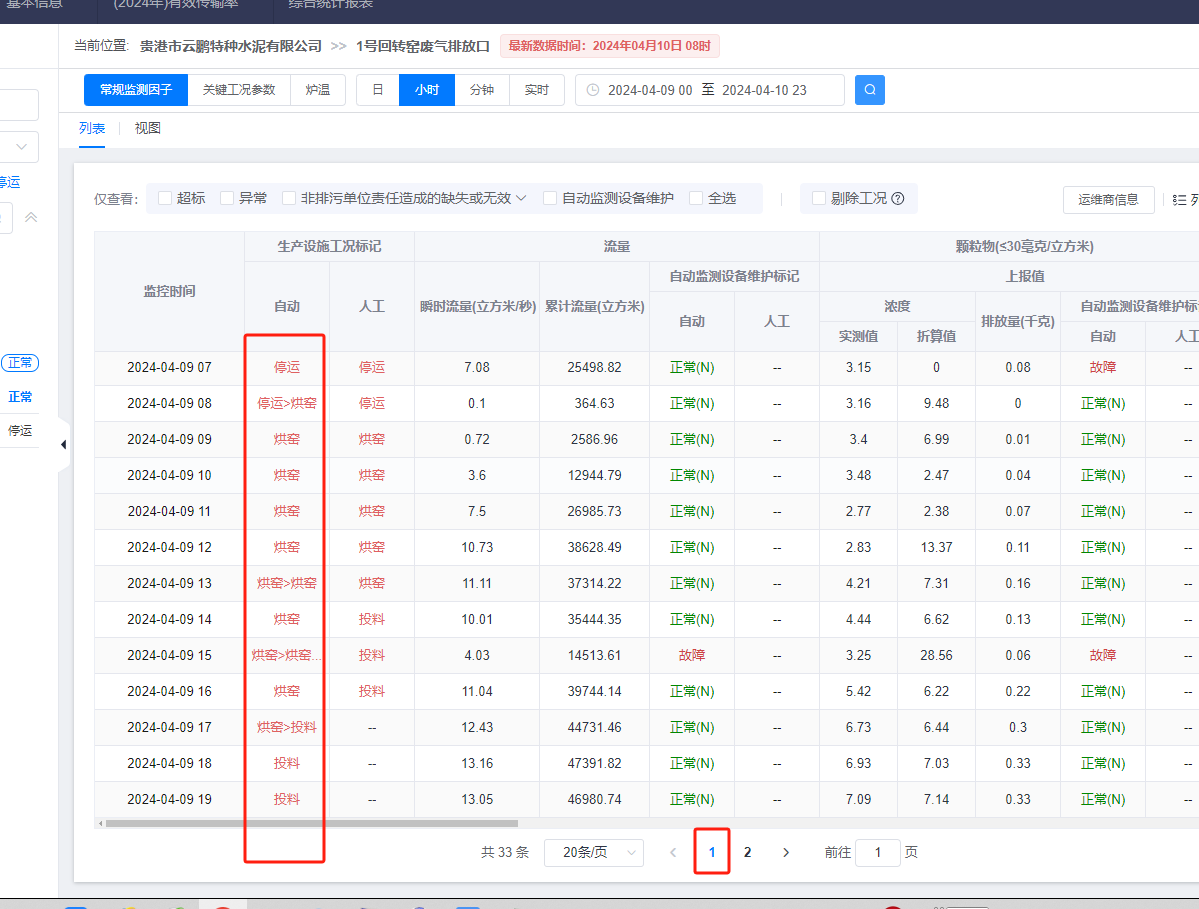 基本信息 (2024年)有效传输率 综合统计报表
当前位置: 贵港市云鹏特种水泥有限公司 >> 1号回转窑废气排放口 最新数据时间: 2024年04月10日 08时
常规监测因子 关键工况参数 炉温 日 小时 分钟 实时 2024-04-09 00 至 2024-04-10 23
列表 视图
停运
仅查看: 超标 异常 非排污单位责任造成的缺失或无效 自动监测设备维护 全选 剔除工况 运维商信息
监控时间 生产设施工况标记 流量 颗粒物(≤30毫克/立方米)
自动监测设备维护标记 上报值
自动 人工 瞬时流量(立方米/秒) 累计流量(立方米) 自动 人工 浓度 排放量(千克) 自动监测设备维护标
实测值 折算值 自动 人工
2024-04-09 07 停运 停运 7.08 25498.82 正常(N) -- 3.15 0 0.08 故障 --
2024-04-09 08 停运>烘窑 停运 0.1 364.63 正常(N) -- 3.16 9.48 0 正常(N) --
2024-04-09 09 烘窑 烘窑 0.72 2586.96 正常(N) -- 3.4 6.99 0.01 正常(N) --
2024-04-09 10 烘窑 烘窑 3.6 12944.79 正常(N) -- 3.48 2.47 0.04 正常(N) --
2024-04-09 11 烘窑 烘窑 7.5 26985.73 正常(N) -- 2.77 2.38 0.07 正常(N) --
2024-04-09 12 烘窑 烘窑 10.73 38628.49 正常(N) -- 2.83 13.37 0.11 正常(N) --
2024-04-09 13 烘窑>烘窑 烘窑 11.11 37314.22 正常(N) -- 4.21 7.31 0.16 正常(N) --
2024-04-09 14 烘窑 投料 10.01 35444.35 正常(N) -- 4.44 6.62 0.13 正常(N) --
2024-04-09 15 烘窑>烘窑... 投料 4.03 14513.61 故障 -- 3.25 28.56 0.06 故障 --
2024-04-09 16 烘窑 投料 11.04 39744.14 正常(N) -- 5.42 6.22 0.22 正常(N) --
2024-04-09 17 烘窑>投料 -- 12.43 44731.46 正常(N) -- 6.73 6.44 0.3 正常(N) --
2024-04-09 18 投料 -- 13.16 47391.82 正常(N) -- 6.93 7.03 0.33 正常(N) --
2024-04-09 19 投料 -- 13.05 46980.74 正常(N) -- 7.09 7.14 0.33 正常(N) --
正常
正常
停运
共 33 条 20条/页 1 2 前往 1 页